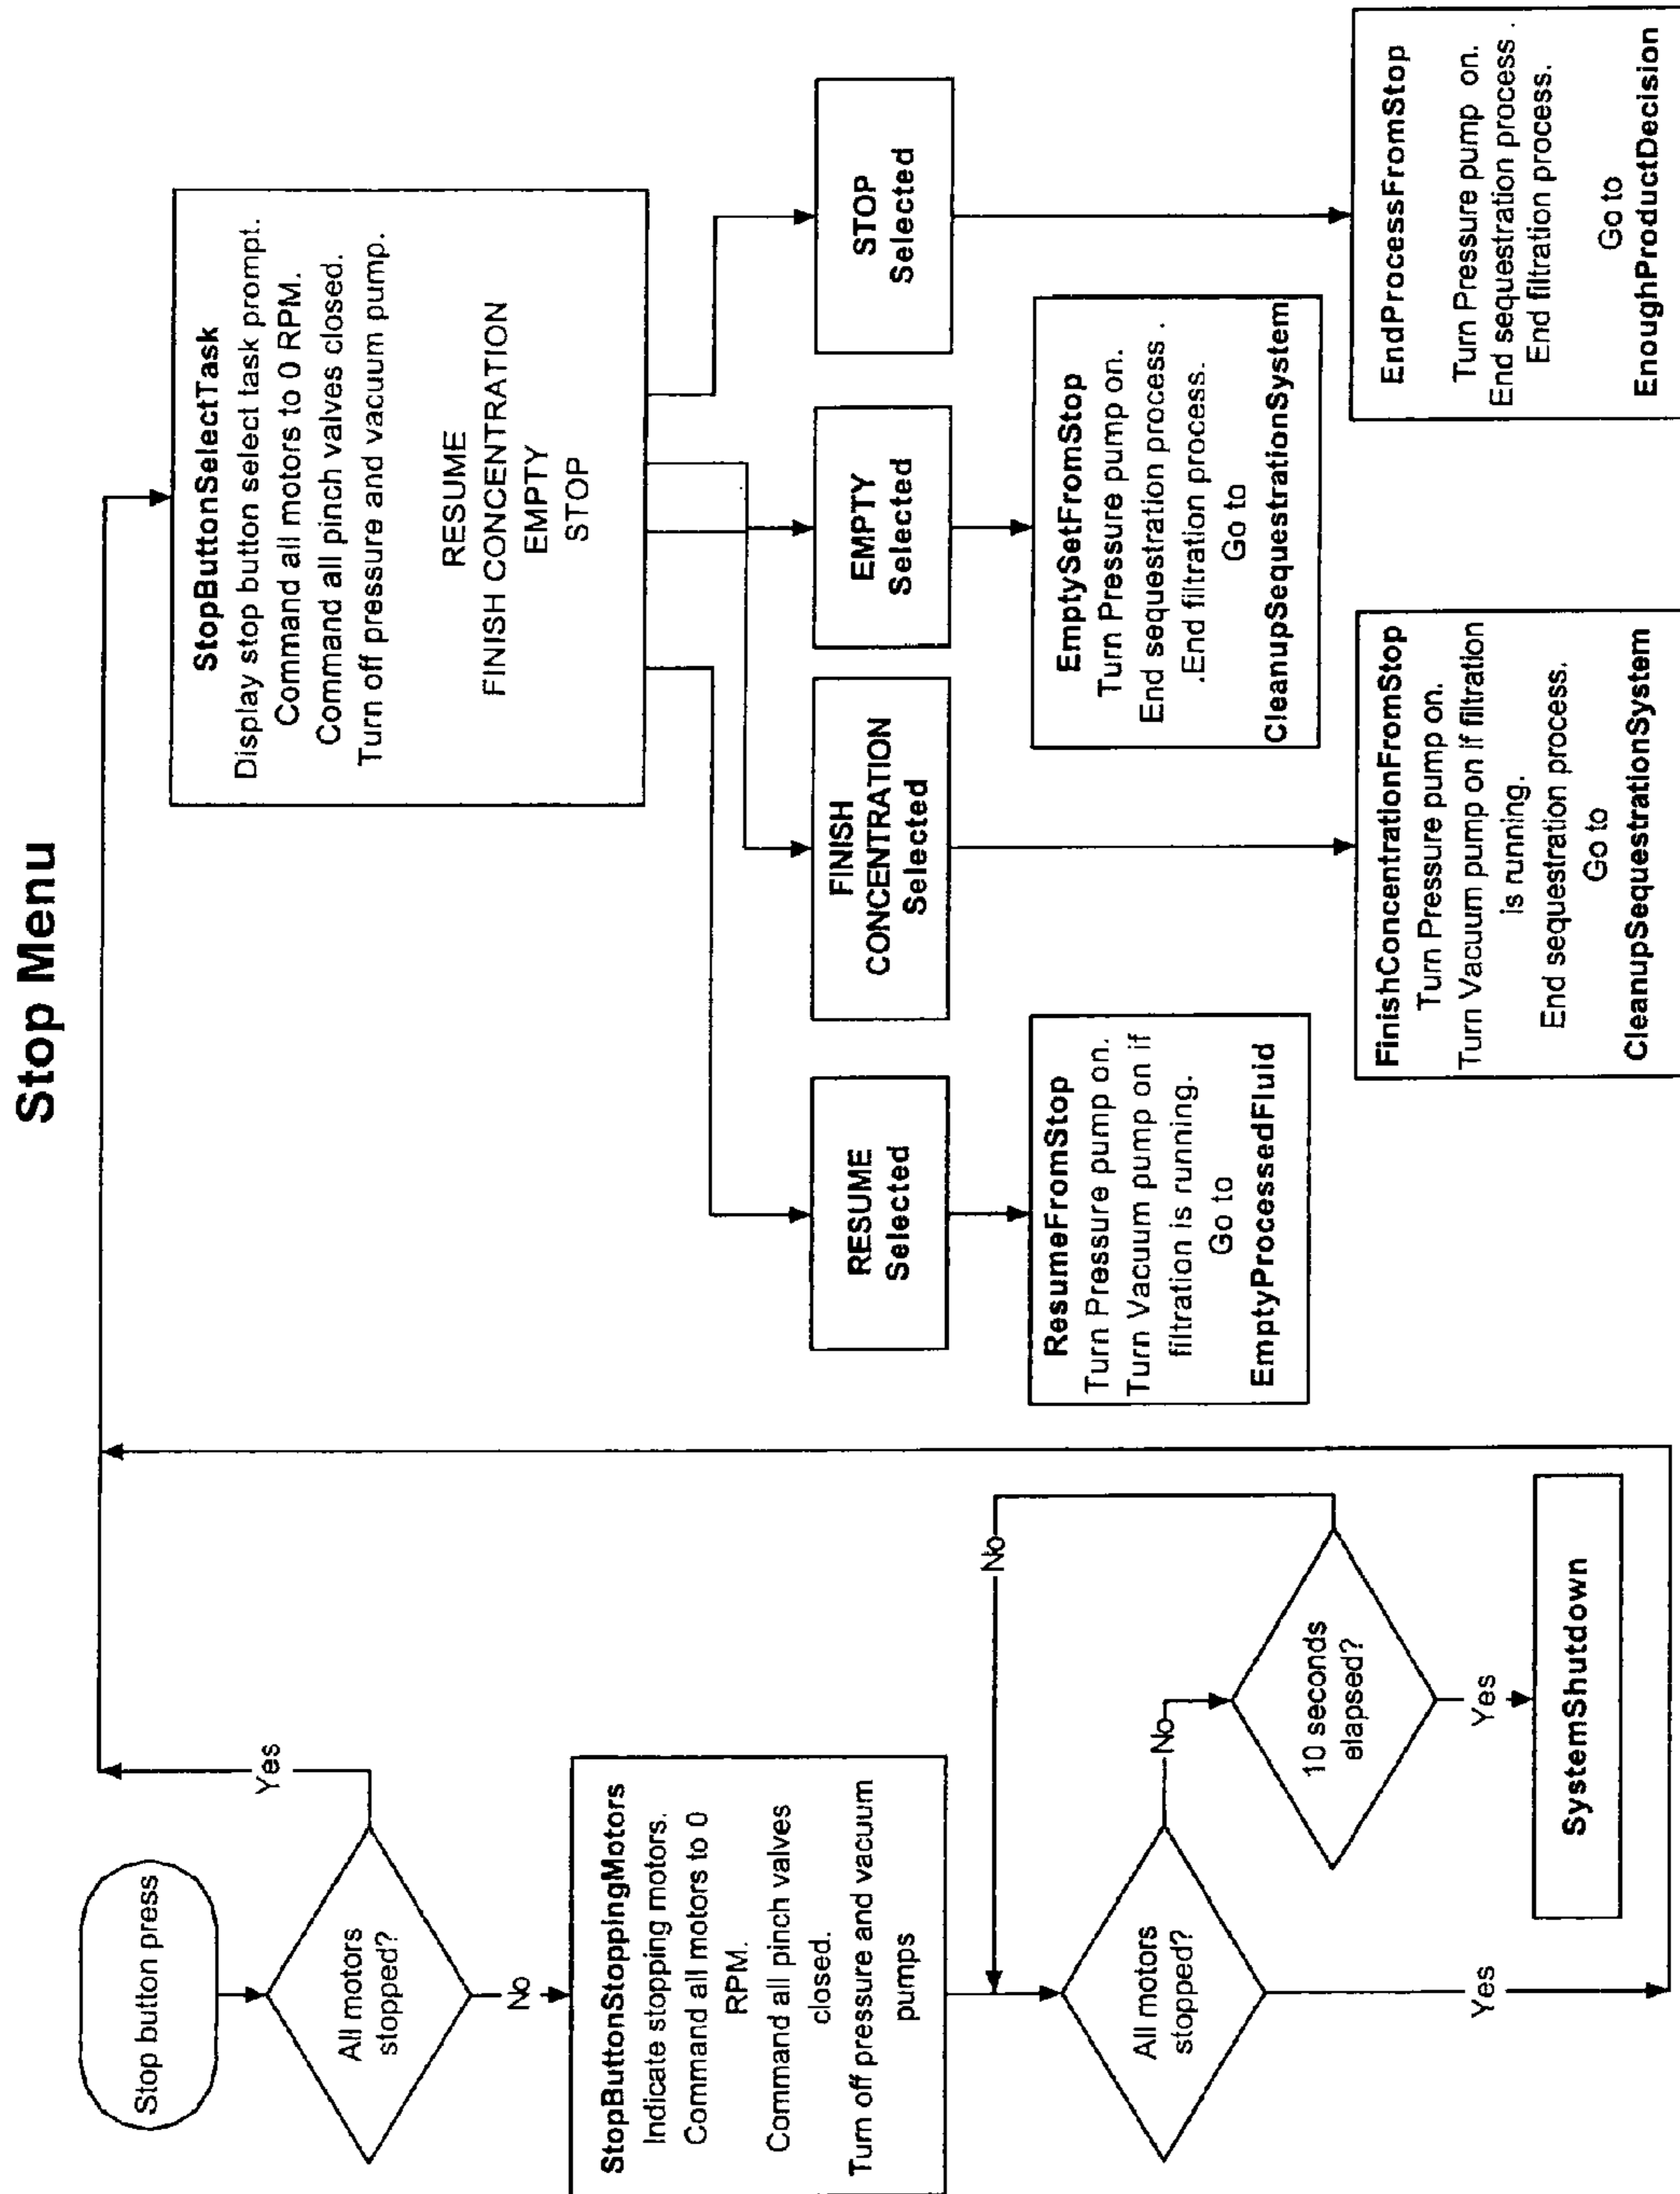 Stop Menu
Stop button press
All motors
stopped?
Yes
No
StopButtonStoppingMotors
Indicate stopping motors.
Command all motors to 0
RPM.
Command all pinch valves
closed.
Turn off pressure and vacuum
pumps
All motors
stopped?
No
Yes
10 seconds
elapsed?
No
Yes
SystemShutdown
StopButtonSelectTask
Display stop button select task prompt.
Command all motors to 0 RPM.
Command all pinch valves closed.
Turn off pressure and vacuum pump.
RESUME
FINISH CONCENTRATION
EMPTY
STOP
RESUME
Selected
FINISH
CONCENTRATION
Selected
EMPTY
Selected
STOP
Selected
ResumeFromStop
Turn Pressure pump on.
Turn Vacuum pump on if
filtration is running.
Go to
EmptyProcessedFluid
FinishConcentrationFromStop
Turn Pressure pump on.
Turn Vacuum pump on if filtration
is running.
End sequestration process.
Go to
CleanupSequestrationSystem
EmptySetFromStop
Turn Pressure pump on.
End sequestration process .
.End filtration process.
Go to
CleanupSequestrationSystem
EndProcessFromStop
Turn Pressure pump on.
End sequestration process .
End filtration process.
Go to
EnoughProductDecision